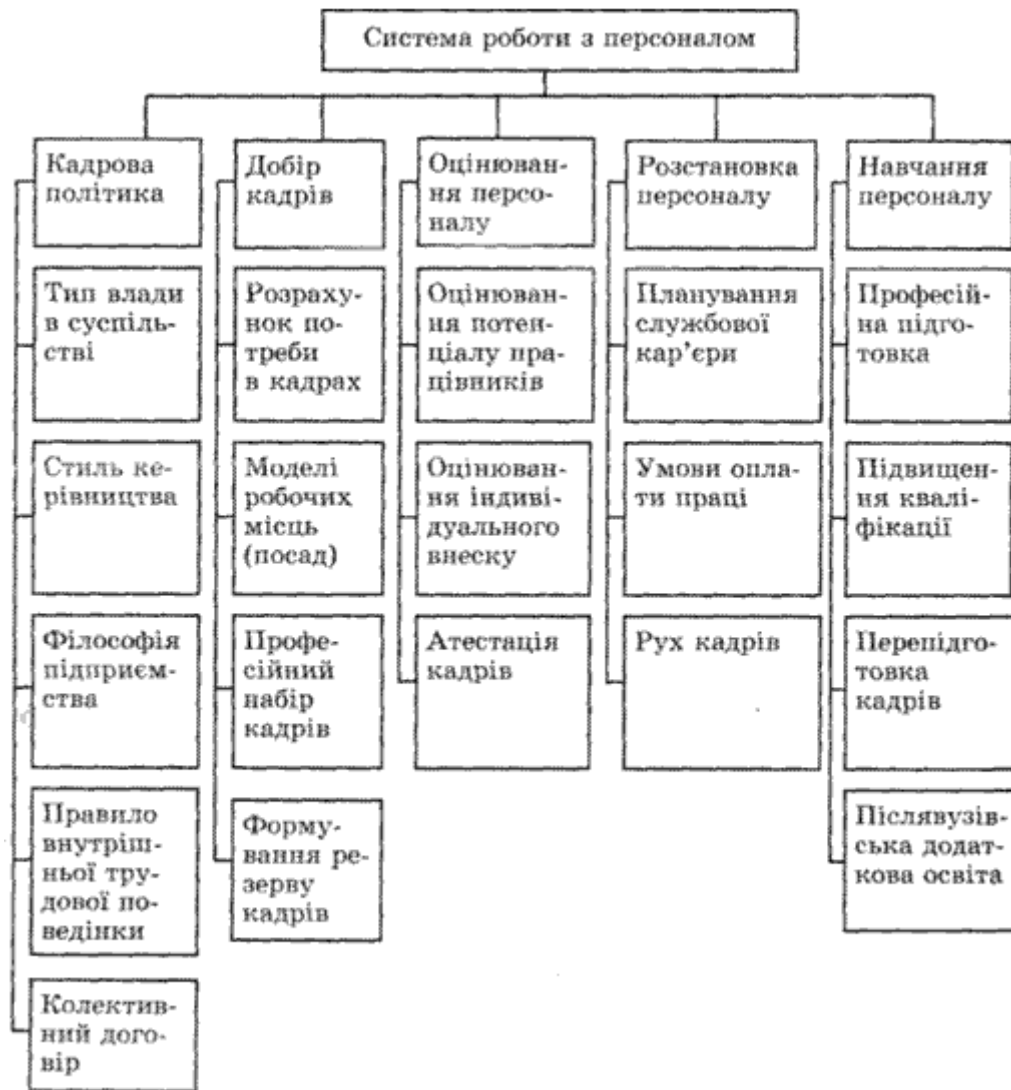 Система роботи з персоналом
Кадрова
політика
Тип влади
в суспіль-
стві
Стиль ке-
рівництва
Філософія
підприєм-
ства
Правило
внутріш-
ньої тру-
дової по-
ведінки
Колектив-
ний дого-
вір
Добір
кадрів
Розраху-
нок по-
треби
в кадрах
Моделі
робочих
місць
(посад)
Профе-
сійний
набір
кадрів
Форму-
вання ре-
зерву
кадрів
Оцінюван-
ня персо-
налу
Оцінюван-
ня потен-
ціалу пра-
цівників
Оцінюван-
ня індиві-
дуального
внеску
Атестація
кадрів
Розстановка
персоналу
Планування
службової
кар’єри
Умови опла-
ти праці
Рух кадрів
Навчання
персоналу
Професій-
на підго-
товка
Підвищен-
ня квалі-
фікації
Перепідго-
товка
кадрів
Післявузів-
ська додат-
кова освіта